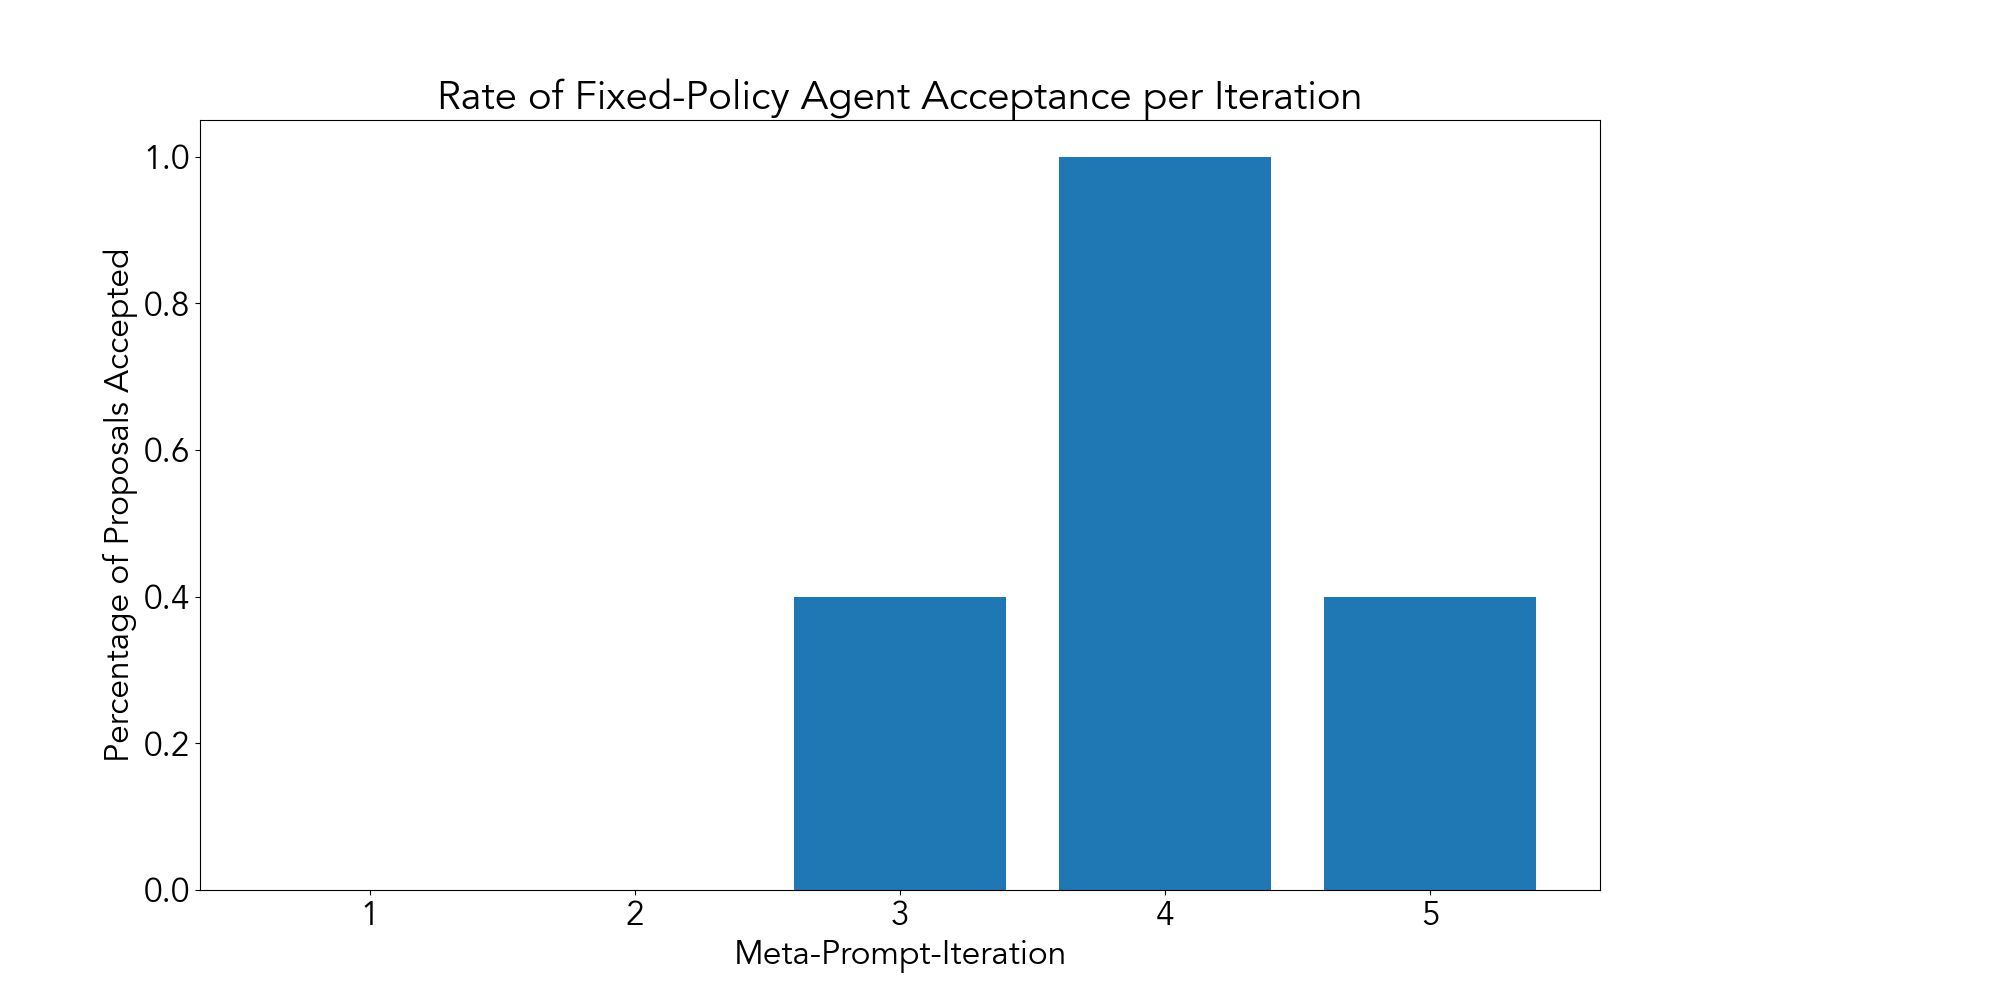 Rate of Fixed-Policy Agent Acceptance per Iteration
Percentage of Proposals Accepted
1.0
0.8
0.6
0.4
0.2
0.0
1 2 3 4 5
Meta-Prompt-Iteration